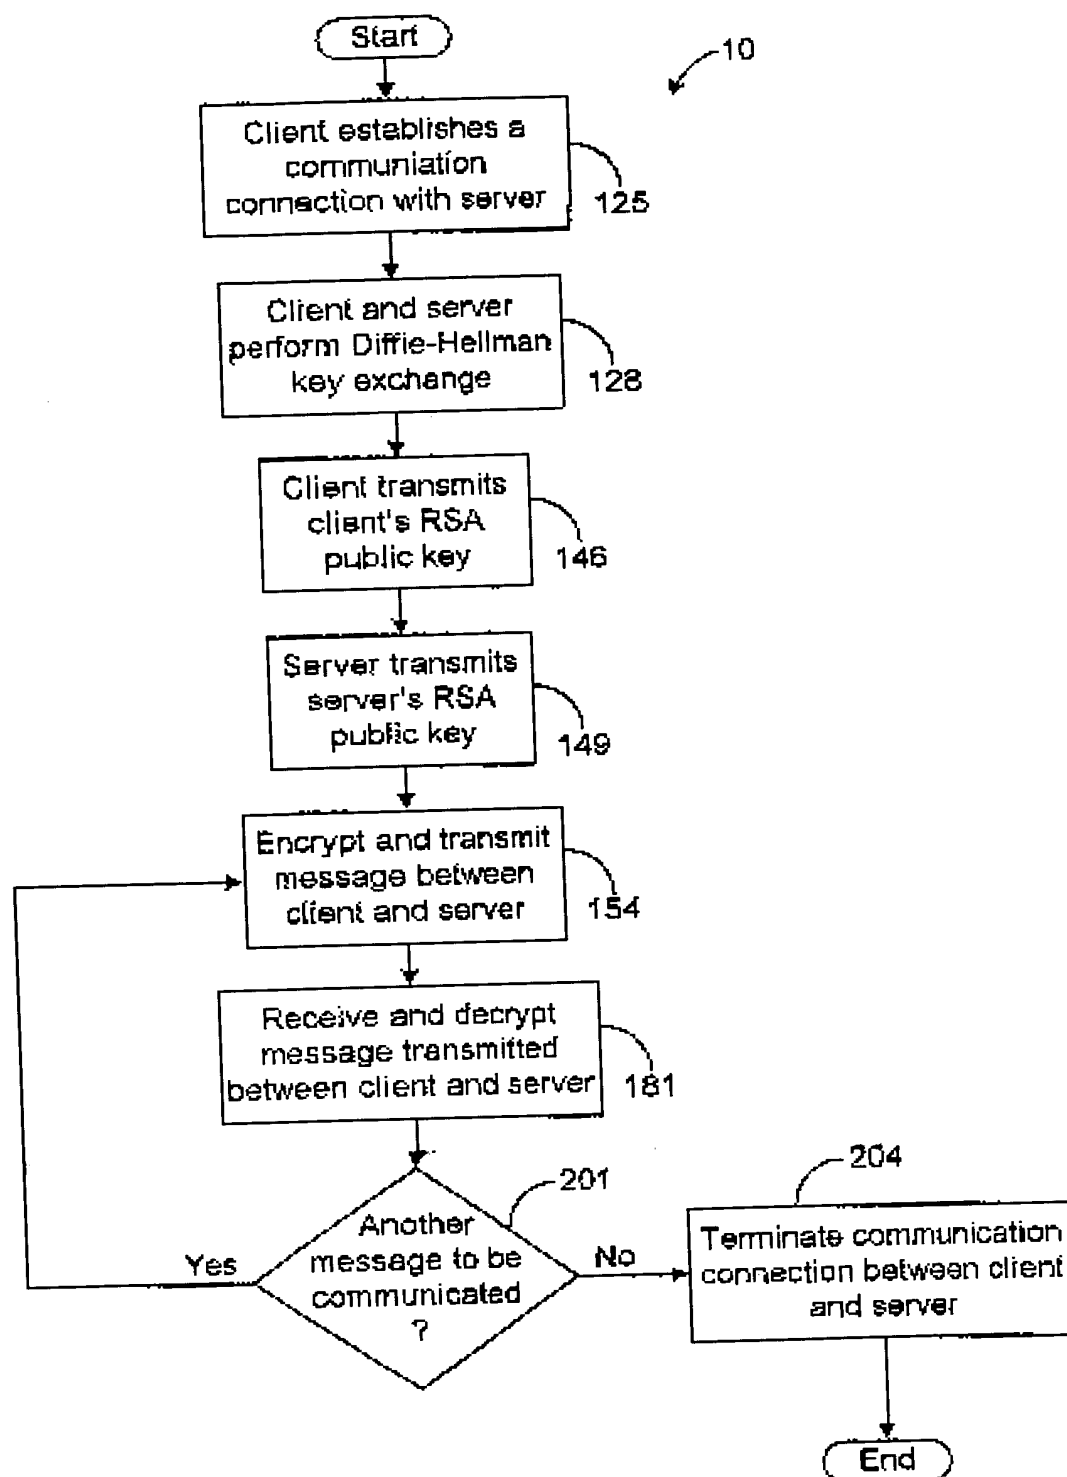 Start
10
Client establishes a
communiation
connection with server
125
Client and server
perform Diffie-Hellman
key exchange
128
Client transmits
client's RSA
public key
146
Server transmits
server's RSA
public key
149
Encrypt and transmit
message between
client and server
154
Receive and decrypt
message transmitted
between client and server
181
Another
message to be
communicated
?
201
Yes
No
204
Terminate communication
connection between client
and server
End